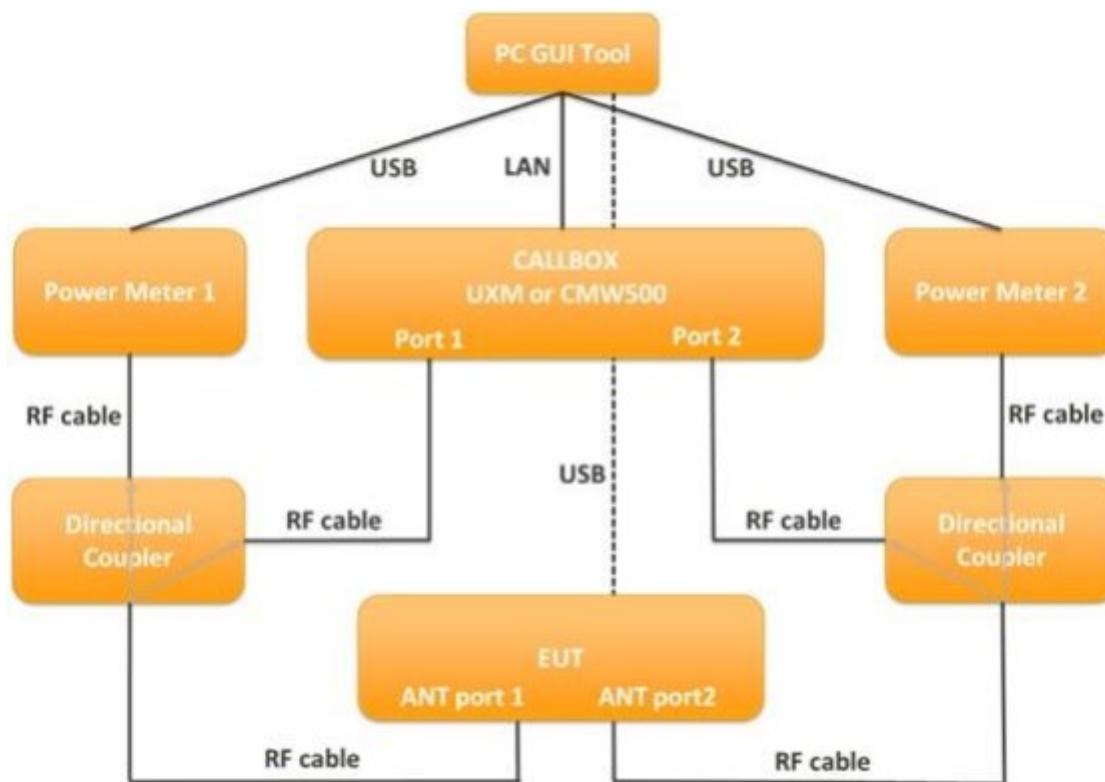 PC GUI Tool
USB
LAN
USB
Power Meter 1
CALLBOX
UXM or CMW500
Port 1
Port 2
Power Meter 2
RF cable
RF cable
USB
Directional
Coupler
RF cable
RF cable
Directional
Coupler
EUT
ANT port 1
ANT port2
RF cable
RF cable